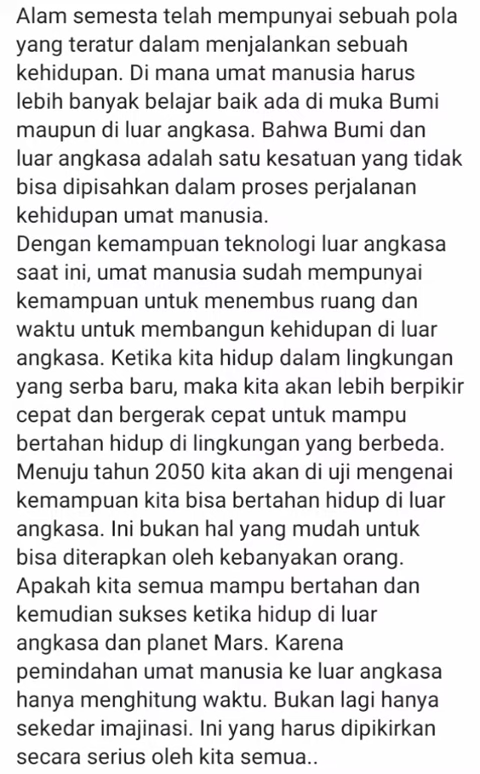 Alam semesta telah mempunyai sebuah pola
yang teratur dalam menjalankan sebuah
kehidupan. Di mana umat manusia harus
lebih banyak belajar baik ada di muka Bumi
maupun di luar angkasa. Bahwa Bumi dan
luar angkasa adalah satu kesatuan yang tidak
bisa dipisahkan dalam proses perjalanan
kehidupan umat manusia.
Dengan kemampuan teknologi luar angkasa
saat ini, umat manusia sudah mempunyai
kemampuan untuk menembus ruang dan
waktu untuk membangun kehidupan di luar
angkasa. Ketika kita hidup dalam lingkungan
yang serba baru, maka kita akan lebih berpikir
cepat dan bergerak cepat untuk mampu
bertahan hidup di lingkungan yang berbeda.
Menuju tahun 2050 kita akan di uji mengenai
kemampuan kita bisa bertahan hidup di luar
angkasa. Ini bukan hal yang mudah untuk
bisa diterapkan oleh kebanyakan orang.
Apakah kita semua mampu bertahan dan
kemudian sukses ketika hidup di luar
angkasa dan planet Mars. Karena
pemindahan umat manusia ke luar angkasa
hanya menghitung waktu. Bukan lagi hanya
sekedar imajinasi. Ini yang harus dipikirkan
secara serius oleh kita semua..